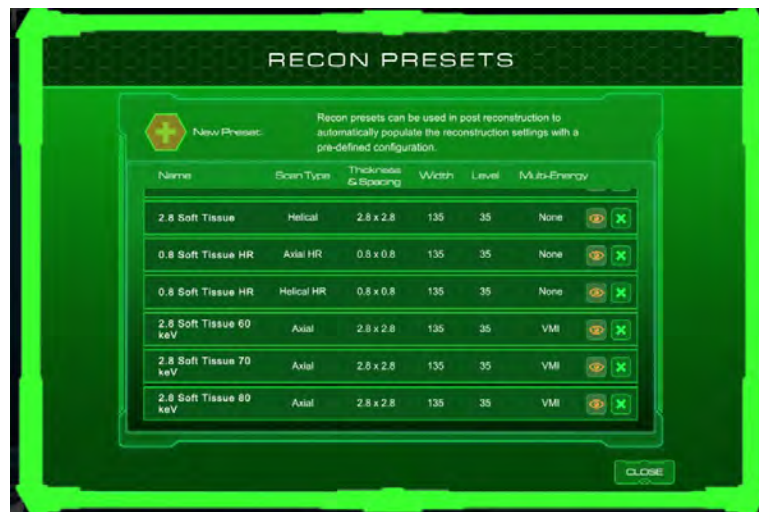 RECON PRESETS
New Preset
Recon presets can be used in post reconstruction to
automatically populate the reconstruction settings with a
pre-defined configuration.
Name Scan Type Thickness & Spacing Width Level Multi-Energy
2.8 Soft Tissue Helical 2.8 x 2.8 135 35 None
0.8 Soft Tissue HR Axial HR 0.8 x 0.8 135 35 None
0.8 Soft Tissue HR Helical HR 0.8 x 0.8 135 35 None
2.8 Soft Tissue 60 keV Axial 2.8 x 2.8 135 35 VMI
2.8 Soft Tissue 70 keV Axial 2.8 x 2.8 135 35 VMI
2.8 Soft Tissue 80 keV Axial 2.8 x 2.8 135 35 VMI
CLOSE